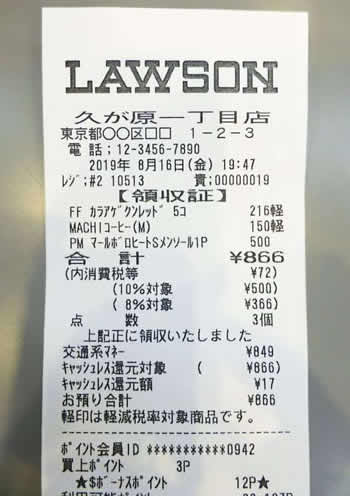 LAWSON
久が原一丁目店
東京都〇〇区□□ 1-2-3
電話;12-3456-7890
2019年 8月16日(金) 19:47
レジ;#2 10513 責;00000019
【領収証】
FF カラアゲクンレッド 5コ 216軽
MACHIコーヒー(M) 150軽
PM マールボロヒートSメンソール1P 500
合 計 ¥866
(内消費税等 ¥72)
(10%対象 ¥500)
( 8%対象 ¥366)
点 数 3個
上記正に領収いたしました
交通系マネー ¥849
キャッシュレス還元対象 ( ¥866)
キャッシュレス還元額 ¥17
お預り合計 ¥866
軽印は軽減税率対象商品です。
ポイント会員ID ***********0942
買上ポイント 3P
★$ボーナスポイント 12P★